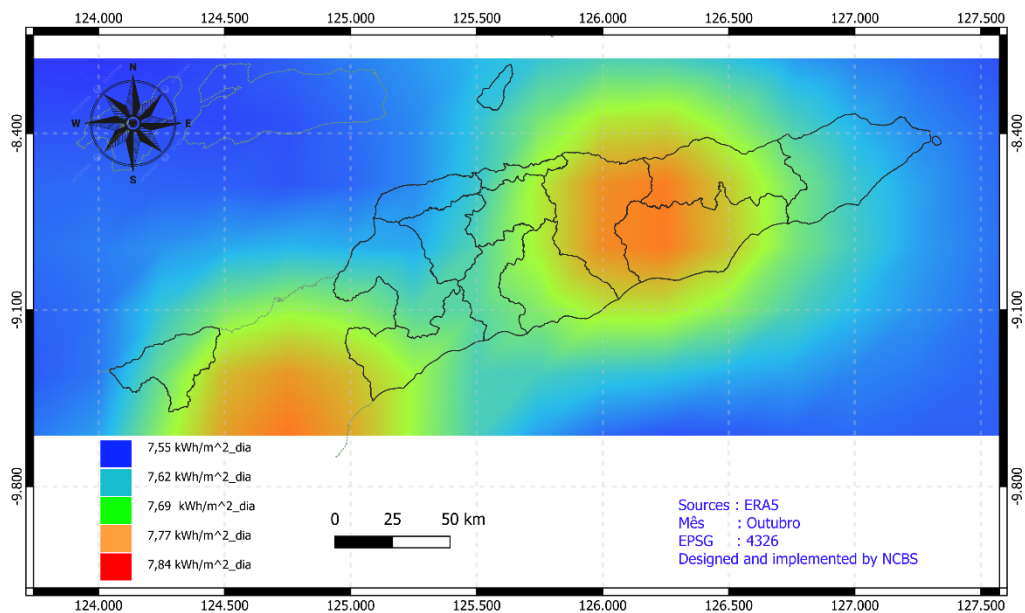 124.000 124.500 125.000 125.500 126.000 126.500 127.000 127.500
N
W E
S
-8.400 -8.400
-9.100 -9.100
-9.800 -9.800
7,55 kWh/m^2_dia
7,62 kWh/m^2_dia
7,69 kWh/m^2_dia
7,77 kWh/m^2_dia
7,84 kWh/m^2_dia
0 25 50 km
Sources : ERA5
Mês : Outubro
EPSG : 4326
Designed and implemented by NCBS
124.000 124.500 125.000 125.500 126.000 126.500 127.000 127.500